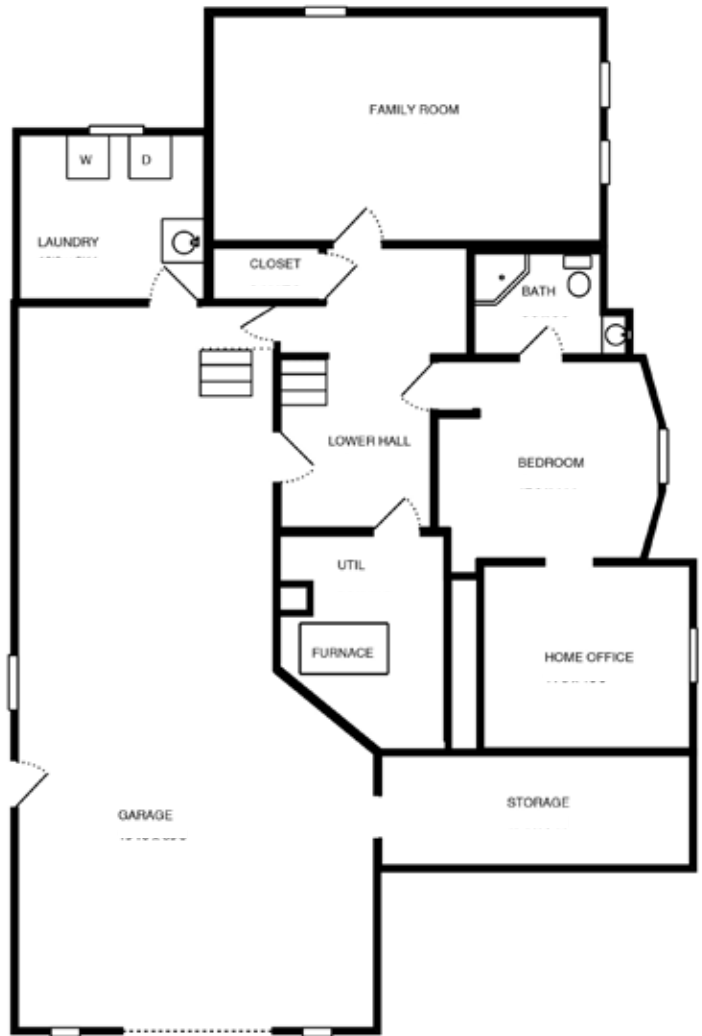 FAMILY ROOM
W
D
LAUNDRY
CLOSET
BATH
LOWER HALL
BEDROOM
UTIL
FURNACE
HOME OFFICE
STORAGE
GARAGE